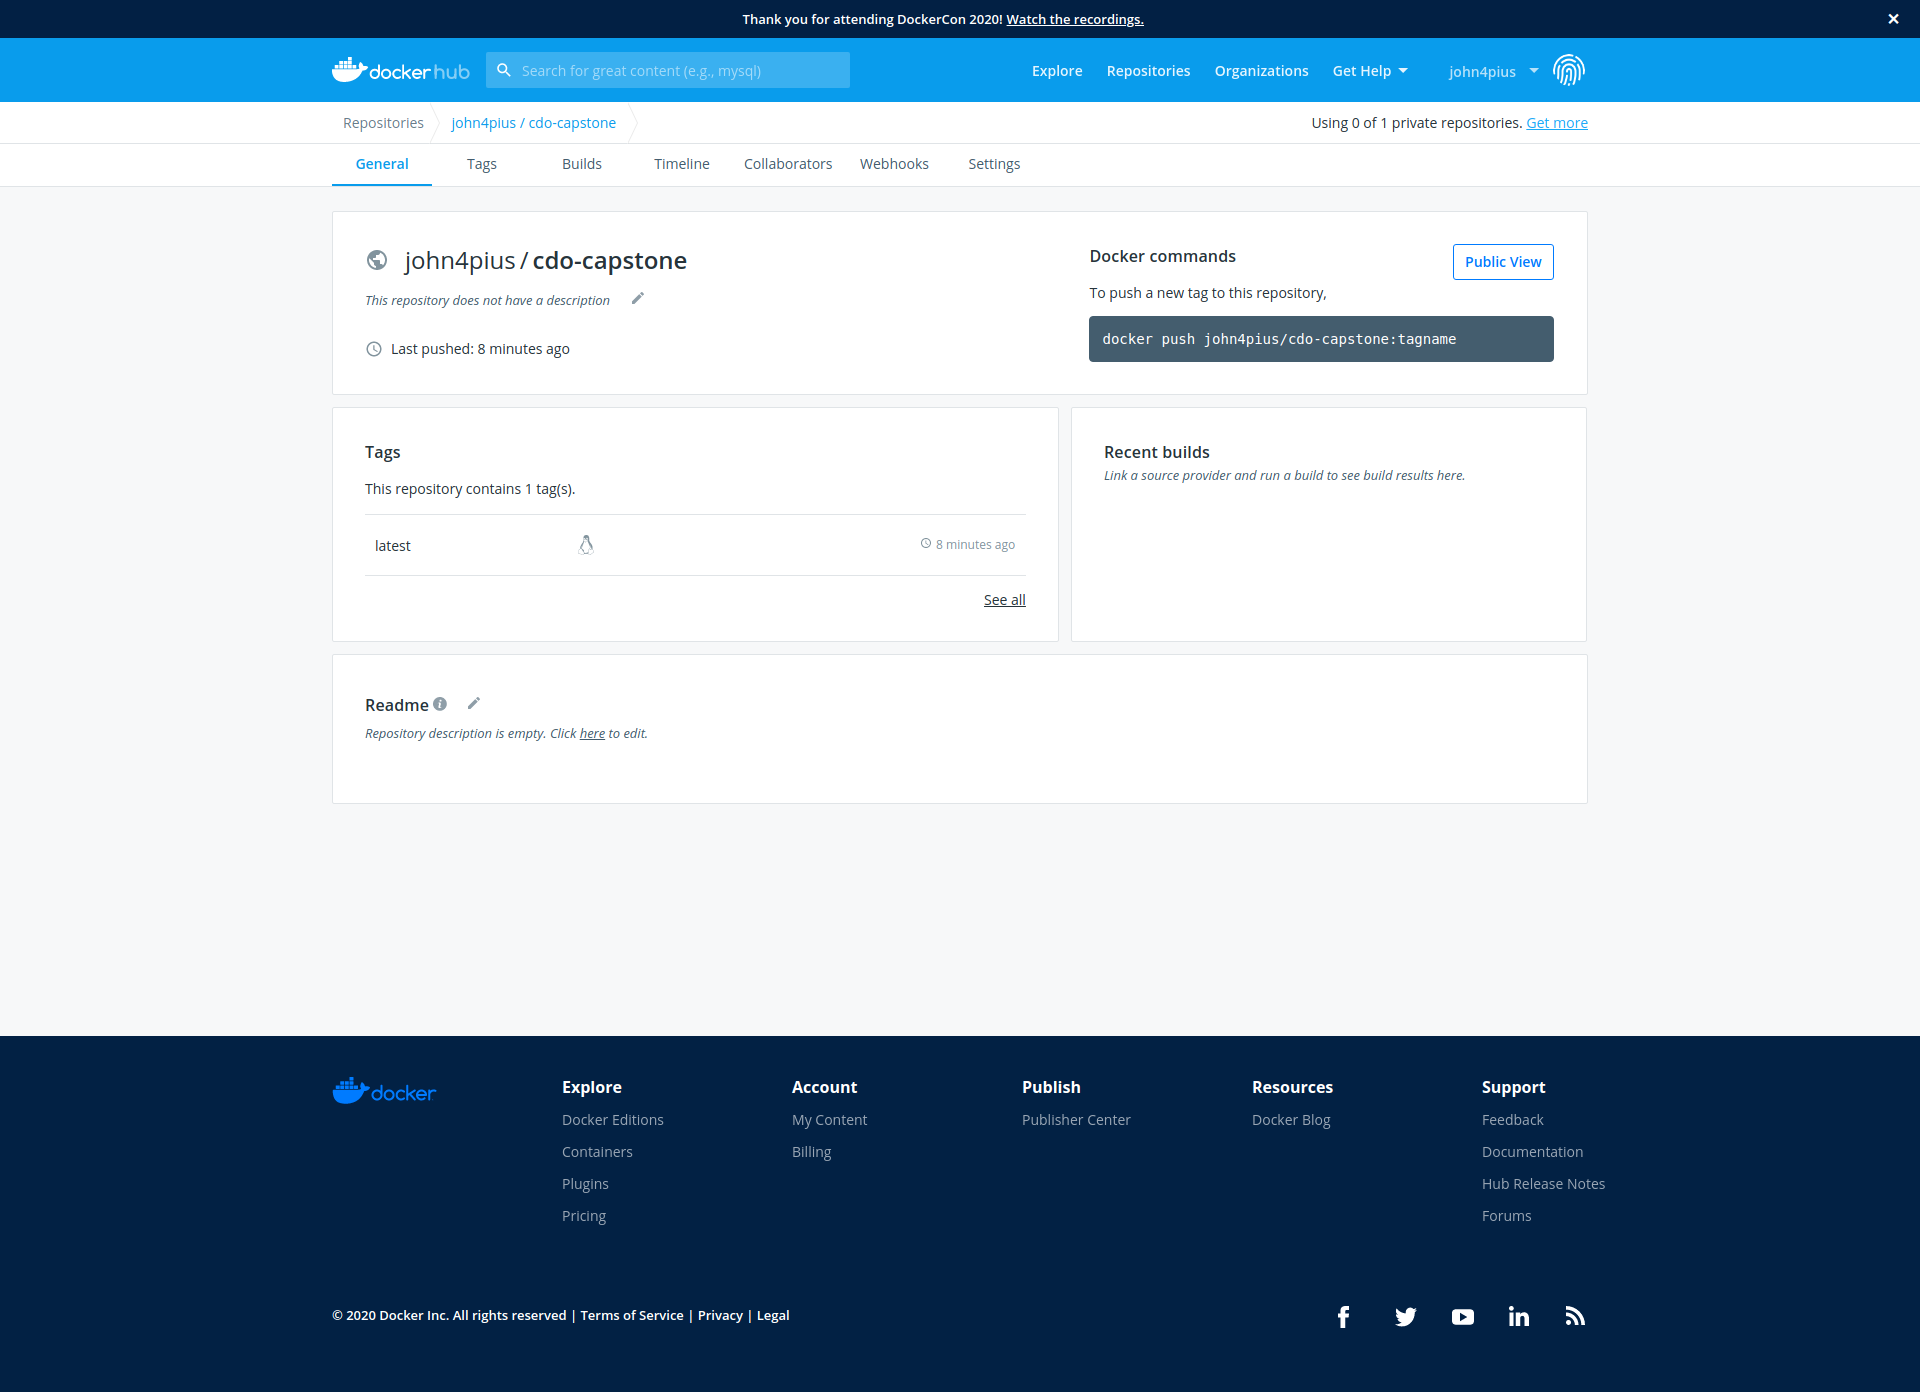 Thank you for attending DockerCon 2020! Watch the recordings.
docker hub
Search for great content (e.g., mysql)
Explore
Repositories
Organizations
Get Help
john4pius
Repositories
john4pius / cdo-capstone
Using 0 of 1 private repositories. Get more
General
Tags
Builds
Timeline
Collaborators
Webhooks
Settings
john4pius / cdo-capstone
This repository does not have a description
Last pushed: 8 minutes ago
Docker commands
Public View
To push a new tag to this repository,
docker push john4pius/cdo-capstone:tagname
Tags
This repository contains 1 tag(s).
latest
8 minutes ago
See all
Recent builds
Link a source provider and run a build to see build results here.
Readme
Repository description is empty. Click here to edit.
docker
Explore
Docker Editions
Containers
Plugins
Pricing
Account
My Content
Billing
Publish
Publisher Center
Resources
Docker Blog
Support
Feedback
Documentation
Hub Release Notes
Forums
© 2020 Docker Inc. All rights reserved | Terms of Service | Privacy | Legal